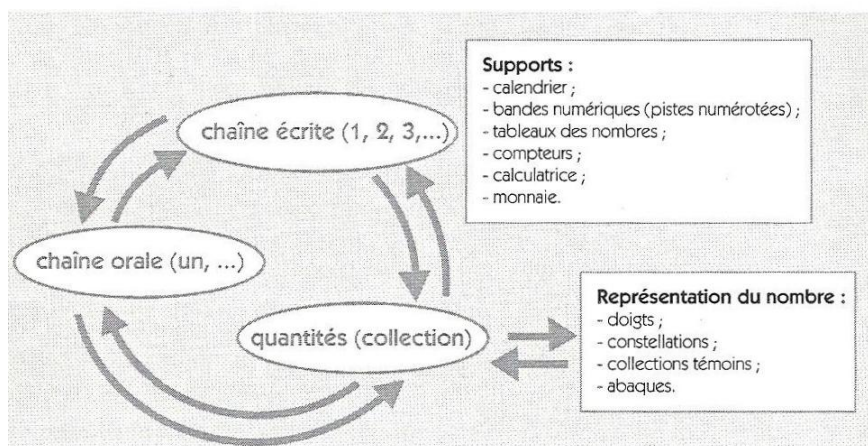 Supports :
- calendrier ;
- bandes numériques (pistes numérotées) ;
- tableaux des nombres ;
- compteurs ;
- calculatrice ;
- monnaie.
chaîne écrite (1, 2, 3,...)
chaîne orale (un, ...)
quantités (collection)
Représentation du nombre :
- doigts ;
- constellations ;
- collections témoins ;
- abaques.